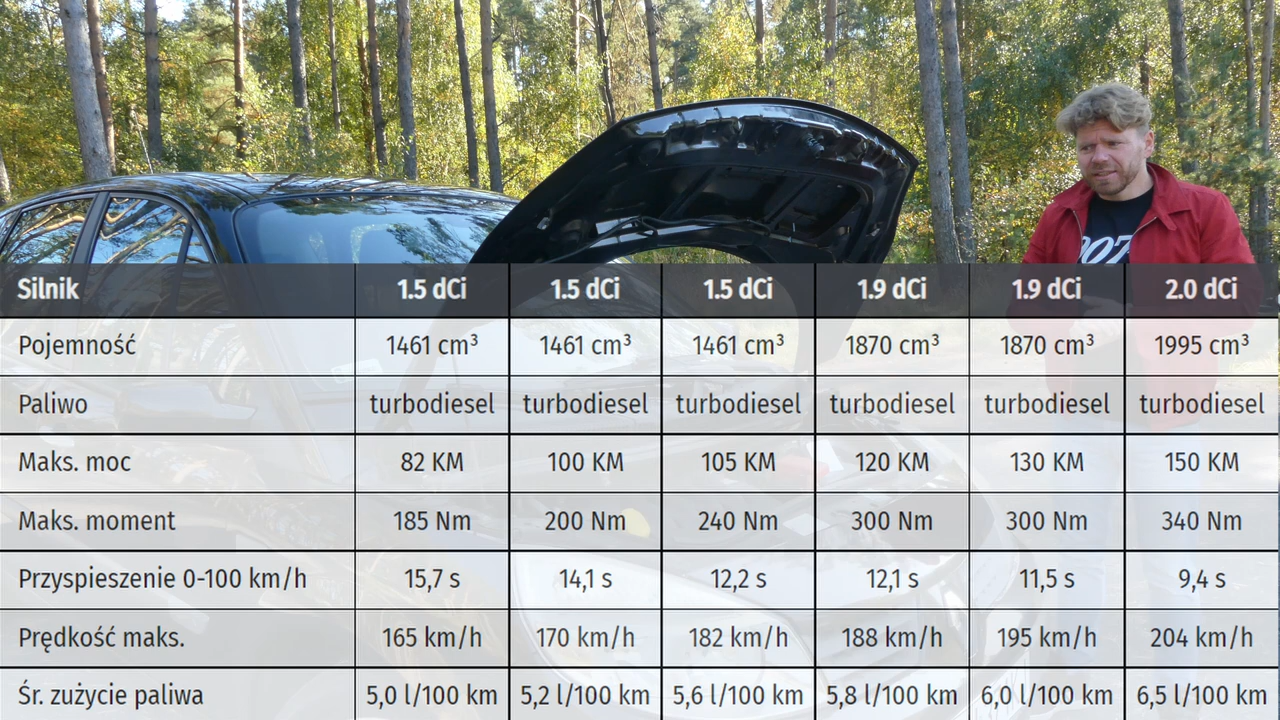 007
Silnik 1.5 dCi 1.5 dCi 1.5 dCi 1.9 dCi 1.9 dCi 2.0 dCi
Pojemność 1461 cm³ 1461 cm³ 1461 cm³ 1870 cm³ 1870 cm³ 1995 cm³
Paliwo turbodiesel turbodiesel turbodiesel turbodiesel turbodiesel turbodiesel
Maks. moc 82 KM 100 KM 105 KM 120 KM 130 KM 150 KM
Maks. moment 185 Nm 200 Nm 240 Nm 300 Nm 300 Nm 340 Nm
Przyspieszenie 0-100 km/h 15,7 s 14,1 s 12,2 s 12,1 s 11,5 s 9,4 s
Prędkość maks. 165 km/h 170 km/h 182 km/h 188 km/h 195 km/h 204 km/h
Śr. zużycie paliwa 5,0 l/100 km 5,2 l/100 km 5,6 l/100 km 5,8 l/100 km 6,0 l/100 km 6,5 l/100 km